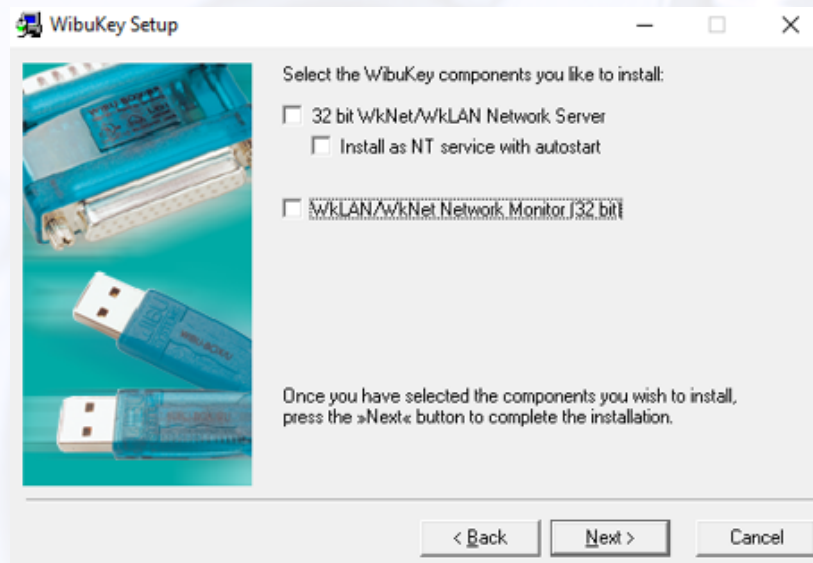 WibuKey Setup
Select the WibuKey components you like to install:
32 bit WkNet/WkLAN Network Server
Install as NT service with autostart
WkLAN/WkNet Network Monitor (32 bit)
Once you have selected the components you wish to install,
press the »Next« button to complete the installation.
< Back
Next >
Cancel